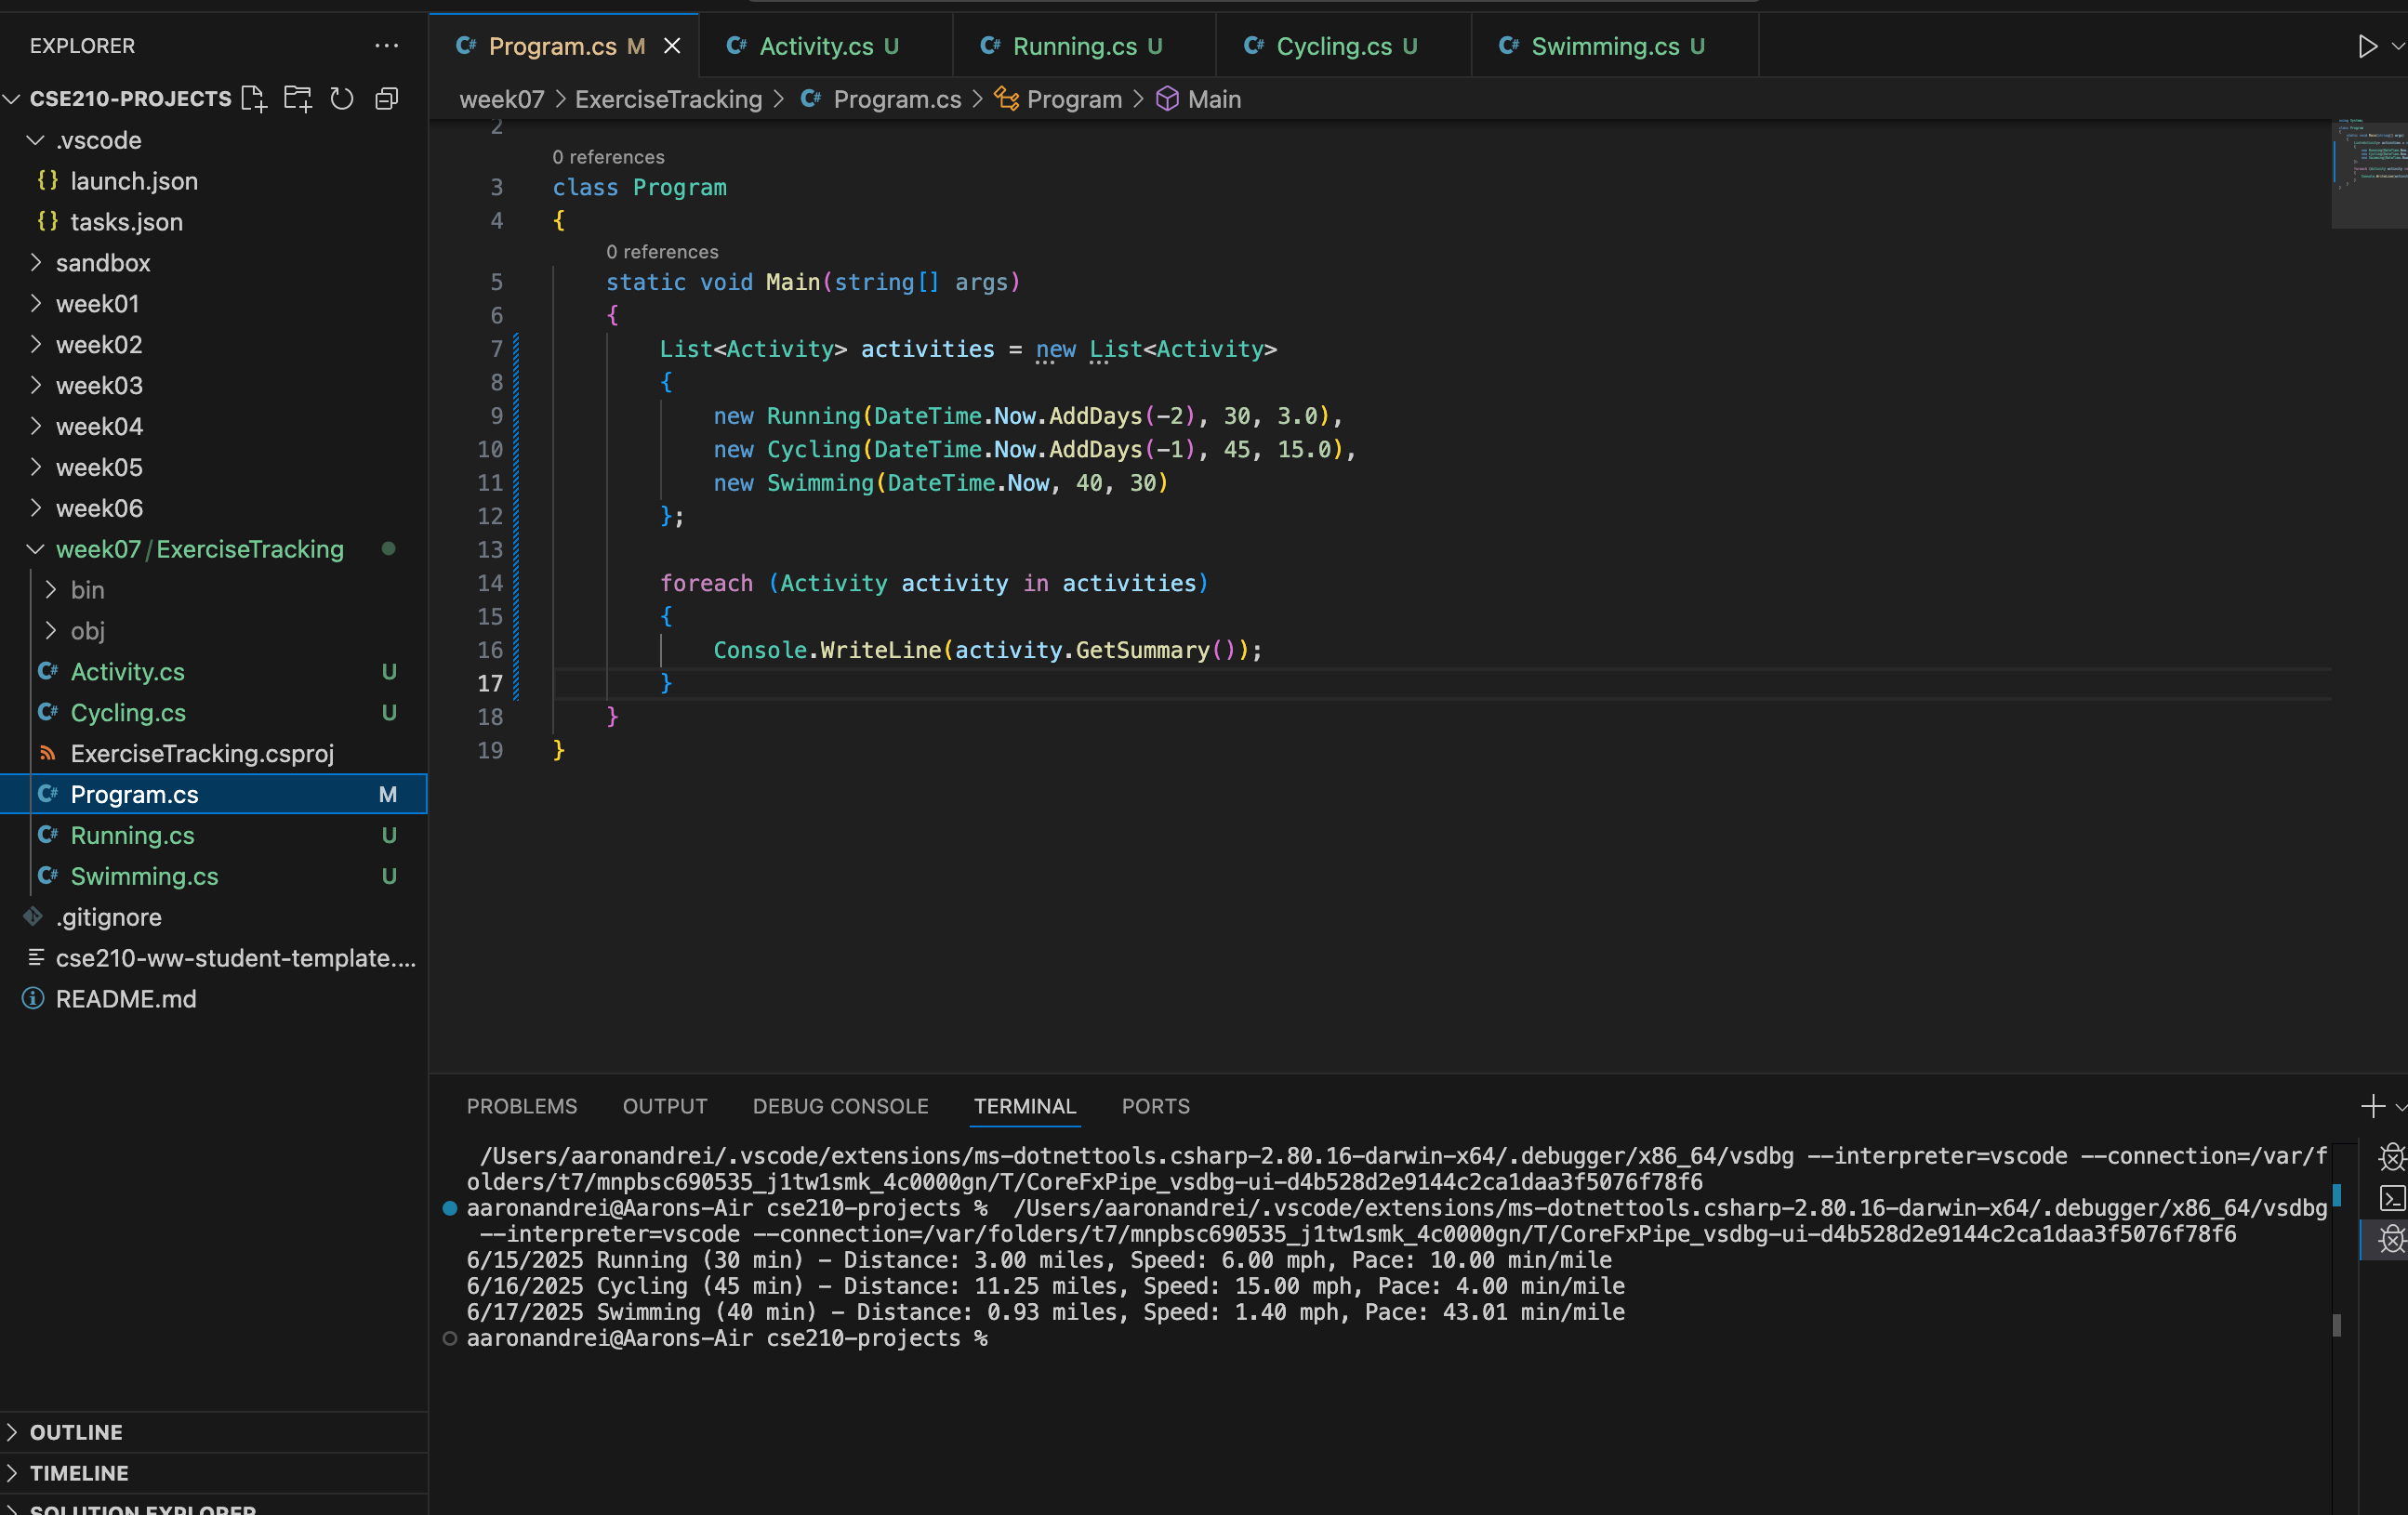 EXPLORER
CSE210-PROJECTS
.vscode
{} launch.json
{} tasks.json
sandbox
week01
week02
week03
week04
week05
week06
week07/ExerciseTracking
bin
obj
C# Activity.cs U
C# Cycling.cs U
ExerciseTracking.csproj
C# Program.cs M
C# Running.cs U
C# Swimming.cs U
.gitignore
cse210-ww-student-template....
README.md
OUTLINE
TIMELINE
SOLUTION EXPLORER
C# Program.cs M
C# Activity.cs U
C# Running.cs U
C# Cycling.cs U
C# Swimming.cs U
week07 > ExerciseTracking > C# Program.cs > Program > Main
2
0 references
3 class Program
4 {
0 references
5 static void Main(string[] args)
6 {
7 List<Activity> activities = new List<Activity>
8 {
9 new Running(DateTime.Now.AddDays(-2), 30, 3.0),
10 new Cycling(DateTime.Now.AddDays(-1), 45, 15.0),
11 new Swimming(DateTime.Now, 40, 30)
12 };
13
14 foreach (Activity activity in activities)
15 {
16 Console.WriteLine(activity.GetSummary());
17 }
18 }
19 }
PROBLEMS OUTPUT DEBUG CONSOLE TERMINAL PORTS
/Users/aaronandrei/.vscode/extensions/ms-dotnettools.csharp-2.80.16-darwin-x64/.debugger/x86_64/vsdbg --interpreter=vscode --connection=/var/f
olders/t7/mnpbsc690535_j1tw1smk_4c0000gn/T/CoreFxPipe_vsdbg-ui-d4b528d2e9144c2ca1daa3f5076f78f6
aaronandrei@Aarons-Air cse210-projects % /Users/aaronandrei/.vscode/extensions/ms-dotnettools.csharp-2.80.16-darwin-x64/.debugger/x86_64/vsdbg
--interpreter=vscode --connection=/var/folders/t7/mnpbsc690535_j1tw1smk_4c0000gn/T/CoreFxPipe_vsdbg-ui-d4b528d2e9144c2ca1daa3f5076f78f6
6/15/2025 Running (30 min) - Distance: 3.00 miles, Speed: 6.00 mph, Pace: 10.00 min/mile
6/16/2025 Cycling (45 min) - Distance: 11.25 miles, Speed: 15.00 mph, Pace: 4.00 min/mile
6/17/2025 Swimming (40 min) - Distance: 0.93 miles, Speed: 1.40 mph, Pace: 43.01 min/mile
aaronandrei@Aarons-Air cse210-projects %